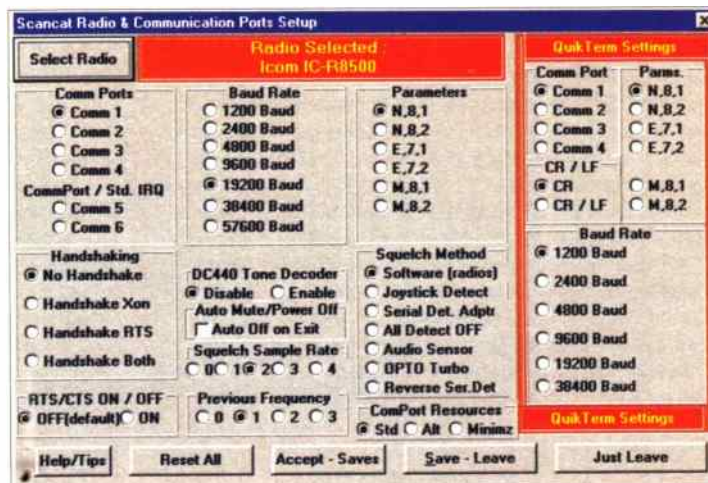 Scancat Radio & Communication Ports Setup
Select Radio
Radio Selected :
Icom IC-R8500
Comm Ports
Comm 1
Comm 2
Comm 3
Comm 4
CommPort / Std. IRQ
Comm 5
Comm 6
Baud Rate
1200 Baud
2400 Baud
4800 Baud
9600 Baud
19200 Baud
38400 Baud
57600 Baud
Parameters
N,8,1
N,8,2
E,7,1
E,7,2
M,8,1
M,8,2
Handshaking
No Handshake
Handshake Xon
Handshake RTS
Handshake Both
DC440 Tone Decoder
Disable Enable
Auto Mute/Power Off
Auto Off on Exit
Squelch Sample Rate
0 1 2 3 4
Squelch Method
Software (radios)
Joystick Detect
Serial Det. Adptr
All Detect OFF
Audio Sensor
OPTO Turbo
Reverse Ser.Det
RTS/CTS ON / OFF
OFF(default) ON
Previous Frequency
0 1 2 3
ComPort Resources
Std Alt Minimz
QuikTerm Settings
Comm Port
Comm 1
Comm 2
Comm 3
Comm 4
CR / LF
CR
CR / LF
Parms.
N,8,1
N,8,2
E,7,1
E,7,2
M,8,1
M,8,2
Baud Rate
1200 Baud
2400 Baud
4800 Baud
9600 Baud
19200 Baud
38400 Baud
QuikTerm Settings
Help/Tips
Reset All
Accept - Saves
Save - Leave
Just Leave